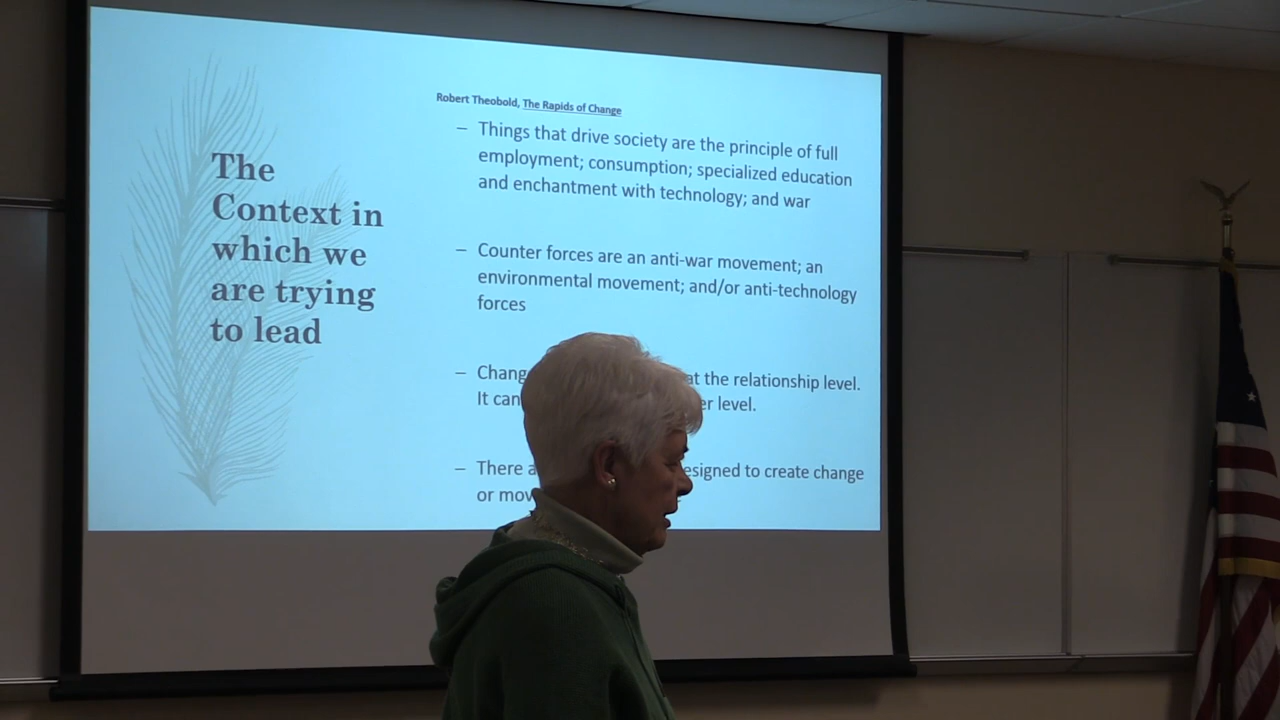 The
Context in
which we
are trying
to lead
Robert Theobold, The Rapids of Change
– Things that drive society are the principle of full
employment; consumption; specialized education
and enchantment with technology; and war
– Counter forces are an anti-war movement; an
environmental movement; and/or anti-technology
forces
– Chang at the relationship level.
It can er level.
– There a esigned to create change
or mov